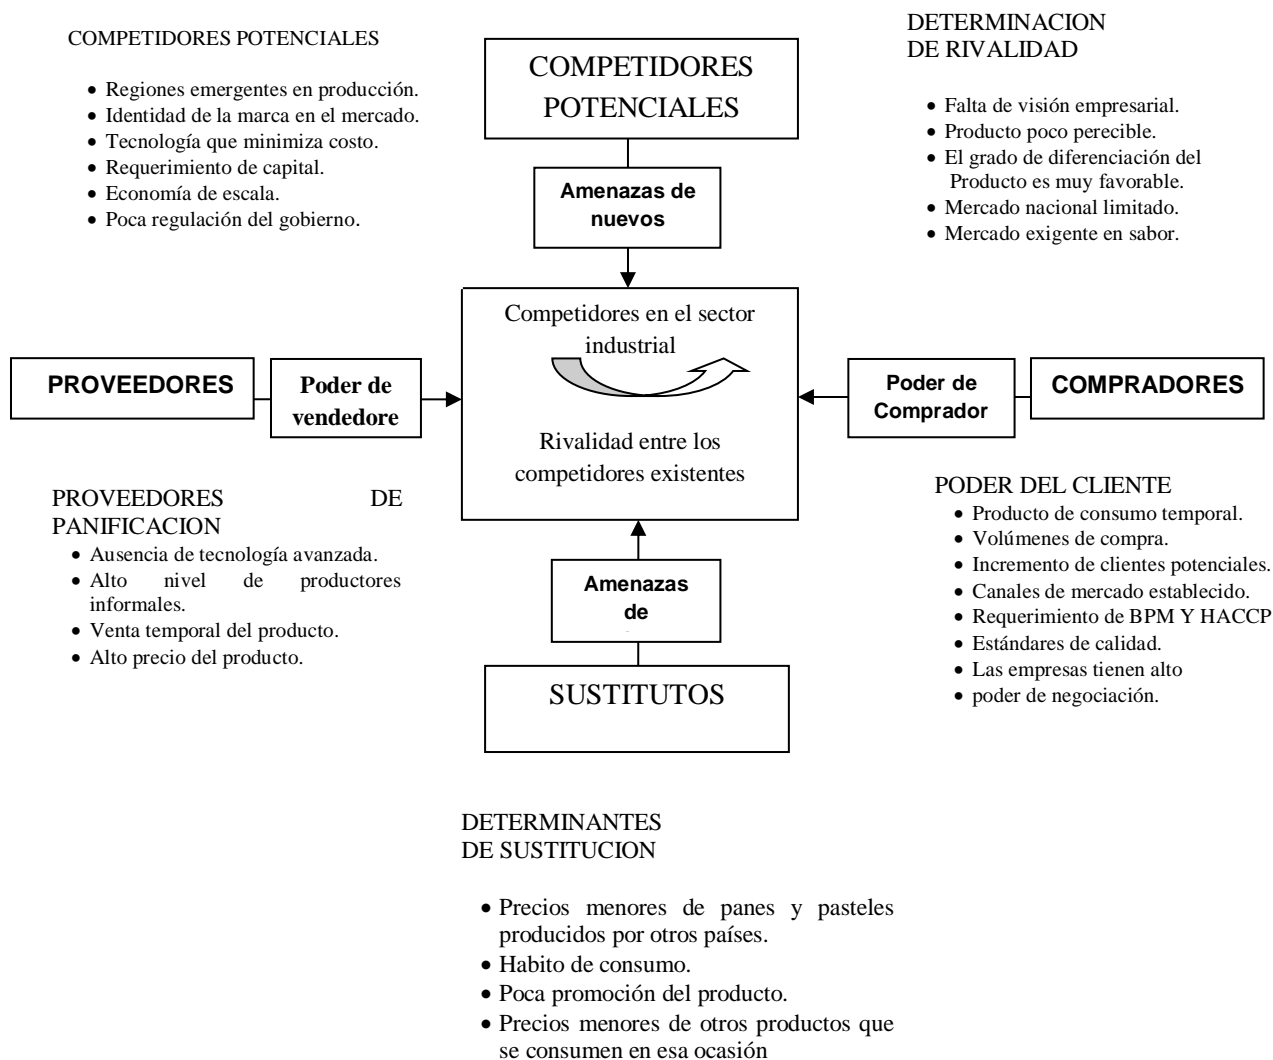 COMPETIDORES POTENCIALES
• Regiones emergentes en producción.
• Identidad de la marca en el mercado.
• Tecnología que minimiza costo.
• Requerimiento de capital.
• Economía de escala.
• Poca regulación del gobierno.
COMPETIDORES
POTENCIALES
Amenazas de
nuevos
DETERMINACION
DE RIVALIDAD
• Falta de visión empresarial.
• Producto poco perecible.
• El grado de diferenciación del
Producto es muy favorable.
• Mercado nacional limitado.
• Mercado exigente en sabor.
Competidores en el sector
industrial
Rivalidad entre los
competidores existentes
PROVEEDORES
Poder de
vendedore
Poder de
Comprador
COMPRADORES
PROVEEDORES DE
PANIFICACION
• Ausencia de tecnología avanzada.
• Alto nivel de productores
informales.
• Venta temporal del producto.
• Alto precio del producto.
Amenazas
de
SUSTITUTOS
PODER DEL CLIENTE
• Producto de consumo temporal.
• Volúmenes de compra.
• Incremento de clientes potenciales.
• Canales de mercado establecido.
• Requerimiento de BPM Y HACCP
• Estándares de calidad.
• Las empresas tienen alto
• poder de negociación.
DETERMINANTES
DE SUSTITUCION
• Precios menores de panes y pasteles
producidos por otros países.
• Habito de consumo.
• Poca promoción del producto.
• Precios menores de otros productos que
se consumen en esa ocasión